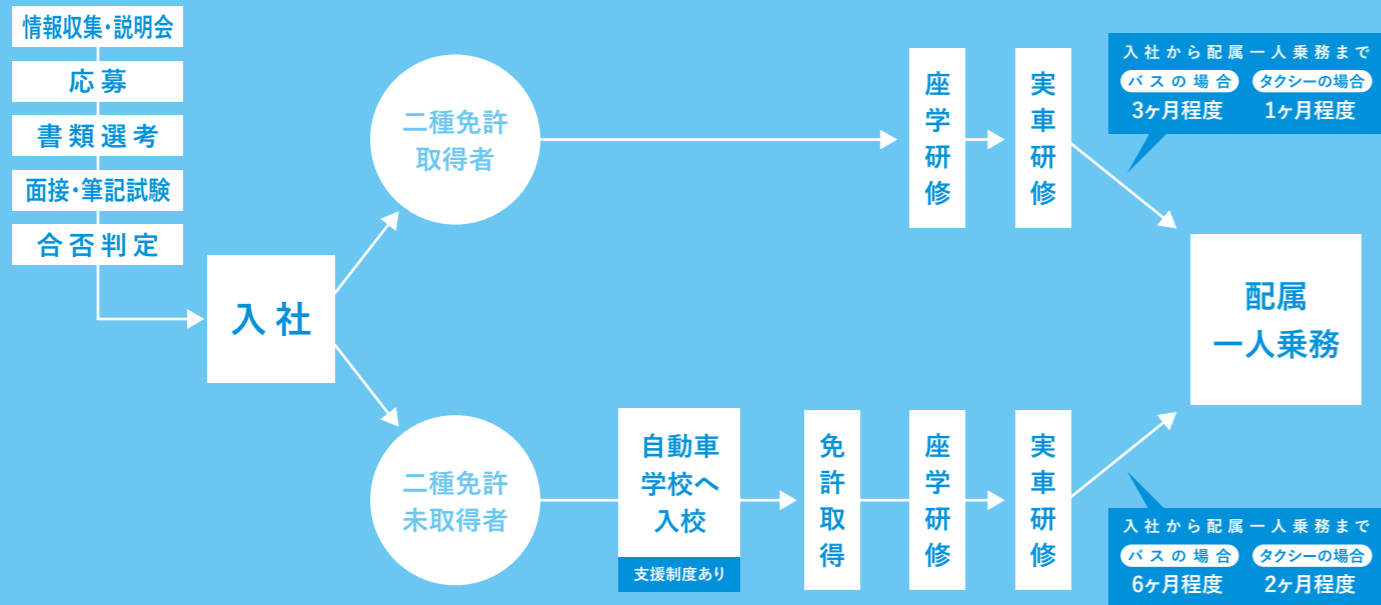 情報収集・説明会
応募
書類選考
面接・筆記試験
合否判定
入社
二種免許
取得者
座学研修
実車研修
入社から配属一人乗務まで
バスの場合 タクシーの場合
3ヶ月程度 1ヶ月程度
配属
一人乗務
二種免許
未取得者
自動車
学校へ
入校
支援制度あり
免許取得
座学研修
実車研修
入社から配属一人乗務まで
バスの場合 タクシーの場合
6ヶ月程度 2ヶ月程度